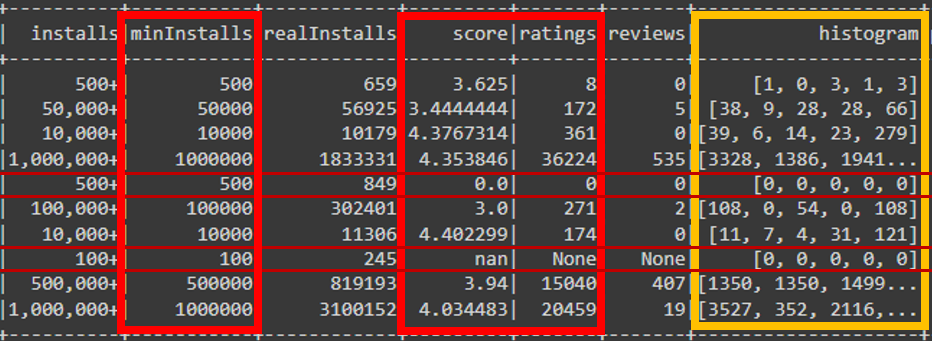 | installs|minInstalls|realInstalls| score|ratings|reviews| histogram|
| 500+| 500| 659| 3.625| 8| 0| [1, 0, 3, 1, 3]|
| 50,000+| 50000| 56925|3.4444444| 172| 5| [38, 9, 28, 28, 66]|
| 10,000+| 10000| 10179|4.3767314| 361| 0|[39, 6, 14, 23, 279]|
|1,000,000+| 1000000| 1833331| 4.353846| 36224| 535|[3328, 1386, 1941...|
| 500+| 500| 849| 0.0| 0| 0| [0, 0, 0, 0, 0]|
| 100,000+| 100000| 302401| 3.0| 271| 2|[108, 0, 54, 0, 108]|
| 10,000+| 10000| 11306| 4.402299| 174| 0| [11, 7, 4, 31, 121]|
| 100+| 100| 245| nan| None| None| [0, 0, 0, 0, 0]|
| 500,000+| 500000| 819193| 3.94| 15040| 407|[1350, 1350, 1499...|
|1,000,000+| 1000000| 3100152| 4.034483| 20459| 19|[3527, 352, 2116,...|